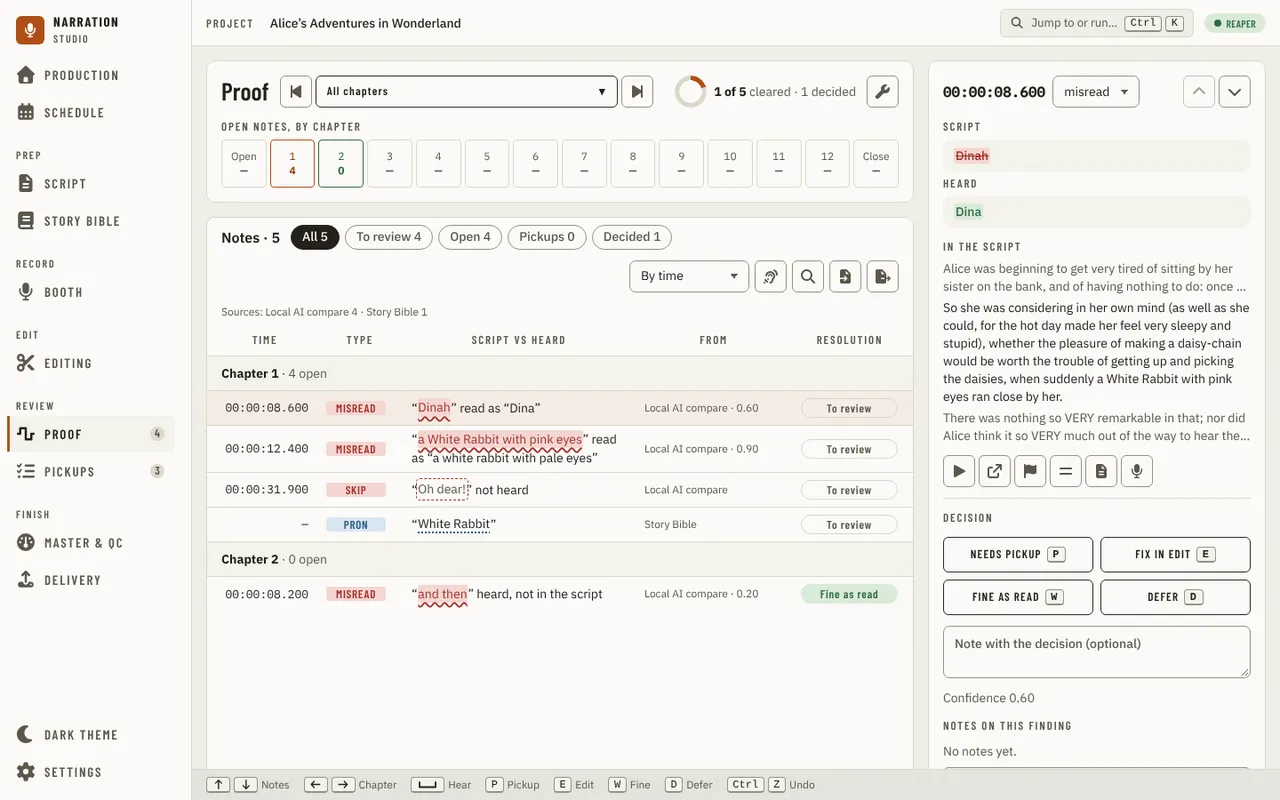 NARRATION
STUDIO
PRODUCTION
SCHEDULE
PREP
SCRIPT
STORY BIBLE
RECORD
BOOTH
EDIT
EDITING
REVIEW
PROOF 4
PICKUPS 3
FINISH
MASTER & QC
DELIVERY
DARK THEME
SETTINGS
PROJECT Alice’s Adventures in Wonderland
Jump to or run... Ctrl K
REAPER
Proof All chapters 1 of 5 cleared · 1 decided
OPEN NOTES, BY CHAPTER
Open 1 2 3 4 5 6 7 8 9 10 11 12 Close
– 4 0 – – – – – – – – – – –
Notes · 5 All 5 To review 4 Open 4 Pickups 0 Decided 1
By time
Sources: Local AI compare 4 · Story Bible 1
TIME TYPE SCRIPT VS HEARD FROM RESOLUTION
Chapter 1 · 4 open
00:00:08.600 MISREAD “Dinah” read as “Dina” Local AI compare · 0.60 To review
00:00:12.400 MISREAD “a White Rabbit with pink eyes” read
as “a white rabbit with pale eyes” Local AI compare · 0.90 To review
00:00:31.900 SKIP “Oh dear!” not heard Local AI compare To review
– PRON “White Rabbit” Story Bible To review
Chapter 2 · 0 open
00:00:08.200 MISREAD “and then” heard, not in the script Local AI compare · 0.20 Fine as read
00:00:08.600 misread
SCRIPT
Dinah
HEARD
Dina
IN THE SCRIPT
Alice was beginning to get very tired of sitting by her
sister on the bank, and of having nothing to do: once ...
So she was considering in her own mind (as well as she
could, for the hot day made her feel very sleepy and
stupid), whether the pleasure of making a daisy-chain
would be worth the trouble of getting up and picking
the daisies, when suddenly a White Rabbit with pink
eyes ran close by her.
There was nothing so VERY remarkable in that; nor did
Alice think it so VERY much out of the way to hear the...
DECISION
NEEDS PICKUP P FIX IN EDIT E
FINE AS READ W DEFER D
Note with the decision (optional)
Confidence 0.60
NOTES ON THIS FINDING
No notes yet.
↑ ↓ Notes ← → Chapter Hear P Pickup E Edit W Fine D Defer Ctrl Z Undo